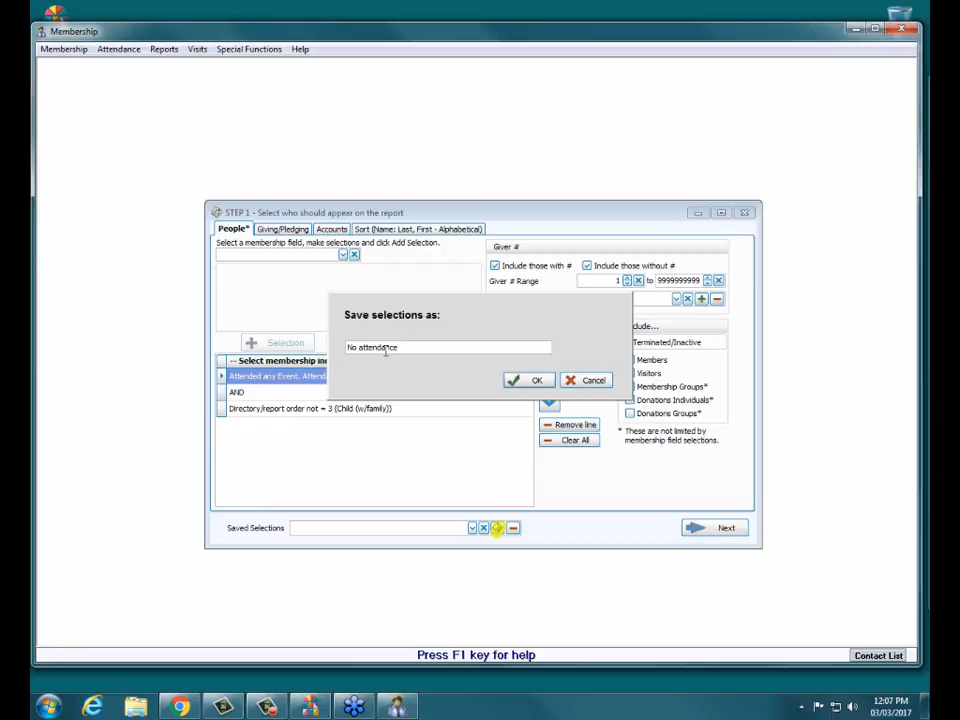 Membership
Membership Attendance Reports Visits Special Functions Help
STEP 1 - Select who should appear on the report
People* Giving/Pledging Accounts Sort (Name: Last, First - Alphabetical)
Select a membership field, make selections and click Add Selection.
Giver #
Include those with # Include those without #
Giver # Range 1 to 9999999999
Save selections as:
No attendance
OK Cancel
Selection
-- Select membership in
Attended any Event. Attend
AND
Directory/report order not = 3 (Child (w/family))
Terminated/Inactive
Members
Visitors
Membership Groups*
Donations Individuals*
Donations Groups*
* These are not limited by
membership field selections.
Remove line
Clear All
Saved Selections
Next
Press F1 key for help
Contact List
12:07 PM
03/03/2017